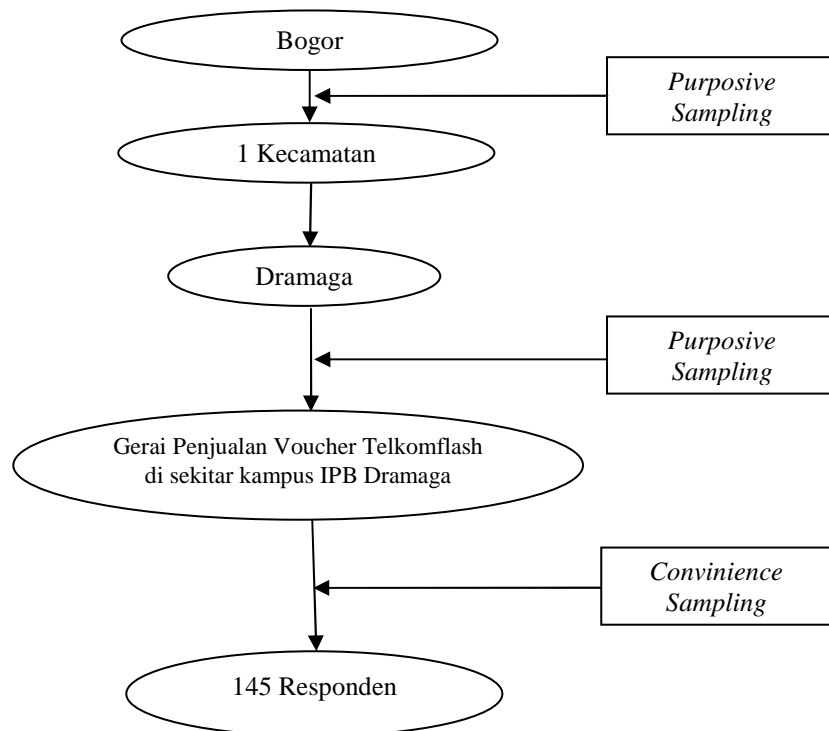 Bogor
Purposive
Sampling
1 Kecamatan
Dramaga
Purposive
Sampling
Gerai Penjualan Voucher Telkomflash
di sekitar kampus IPB Dramaga
Convinience
Sampling
145 Responden